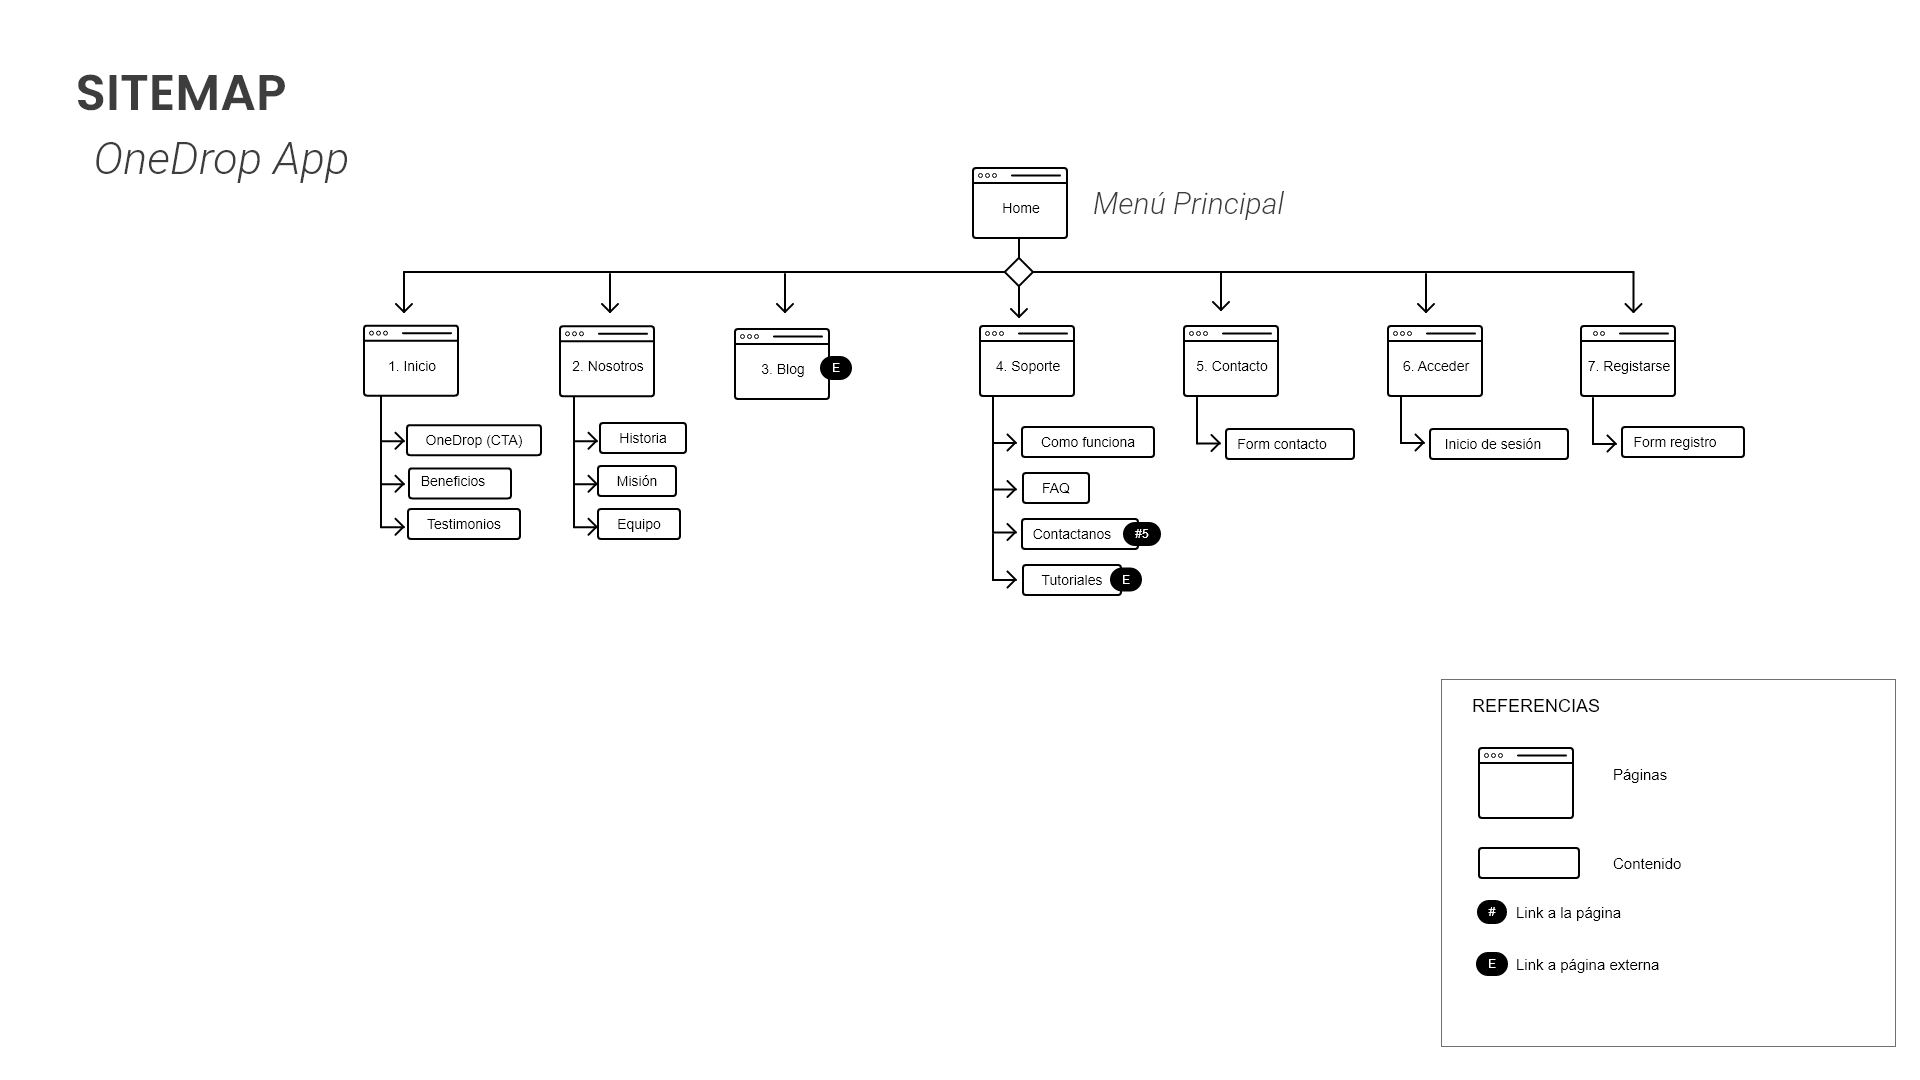 SITEMAP
OneDrop App
Home
Menú Principal
1. Inicio
2. Nosotros
3. Blog
E
4. Soporte
5. Contacto
6. Acceder
7. Registarse
OneDrop (CTA)
Beneficios
Testimonios
Historia
Misión
Equipo
Como funciona
FAQ
Contactanos
#5
Tutoriales
E
Form contacto
Inicio de sesión
Form registro
REFERENCIAS
Páginas
Contenido
# Link a la página
E Link a página externa